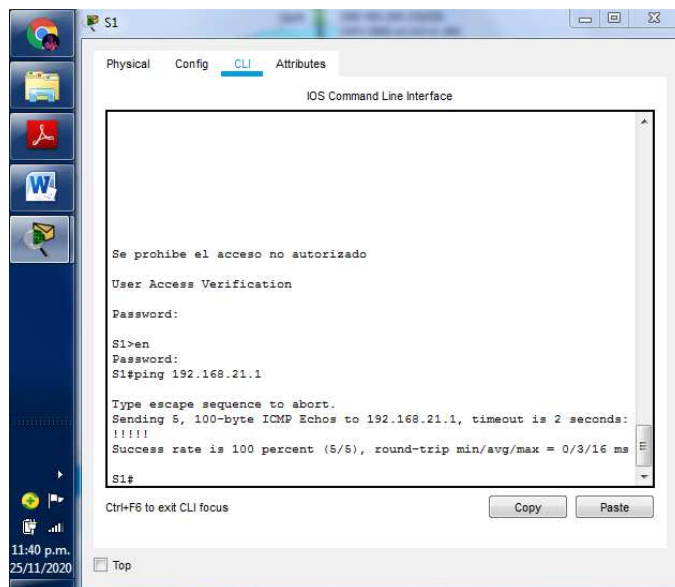 S1
Physical Config CLI Attributes
IOS Command Line Interface
Se prohibe el acceso no autorizado
User Access Verification
Password:
S1>en
Password:
S1#ping 192.168.21.1
Type escape sequence to abort.
Sending 5, 100-byte ICMP Echos to 192.168.21.1, timeout is 2 seconds:
!!!!!
Success rate is 100 percent (5/5), round-trip min/avg/max = 0/3/16 ms
S1#
Ctrl+F6 to exit CLI focus
Copy Paste
Top
W
11:40 p.m.
25/11/2020